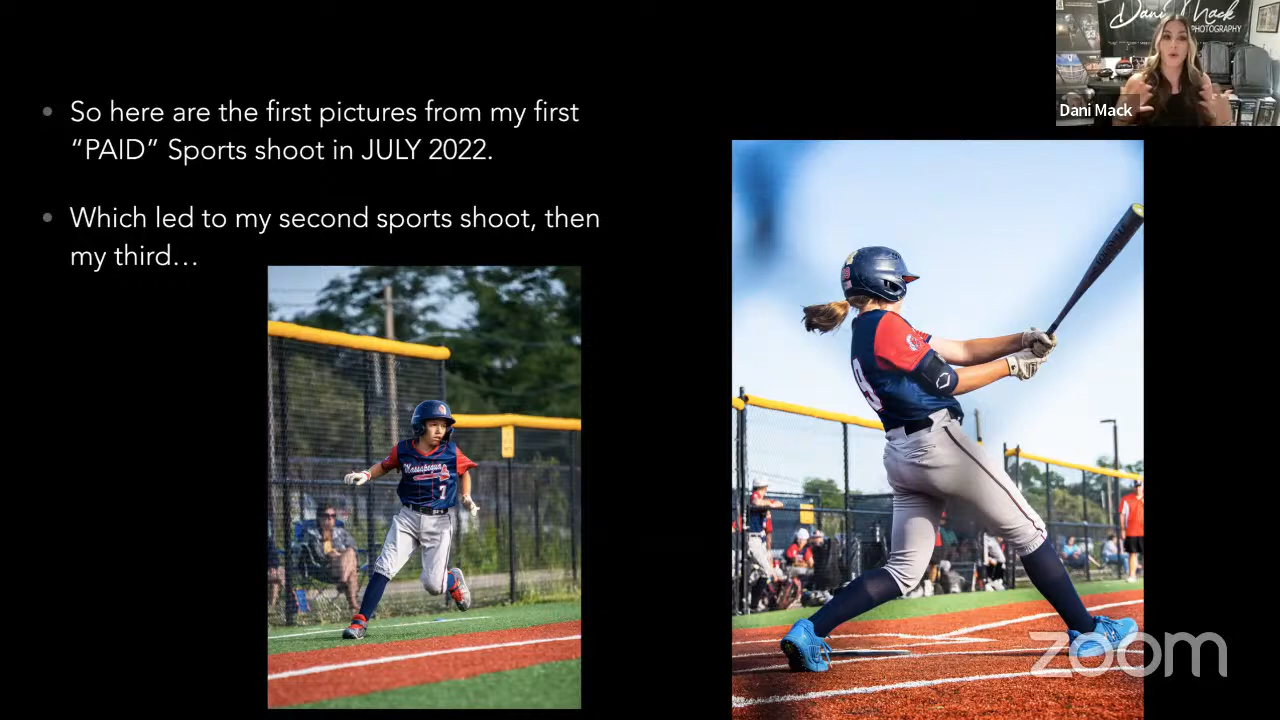 Dani Mack
PHOTOGRAPHY
Dani Mack
• So here are the first pictures from my first
“PAID” Sports shoot in JULY 2022.
• Which led to my second sports shoot, then
my third…
Massapequa
7
9
zoom